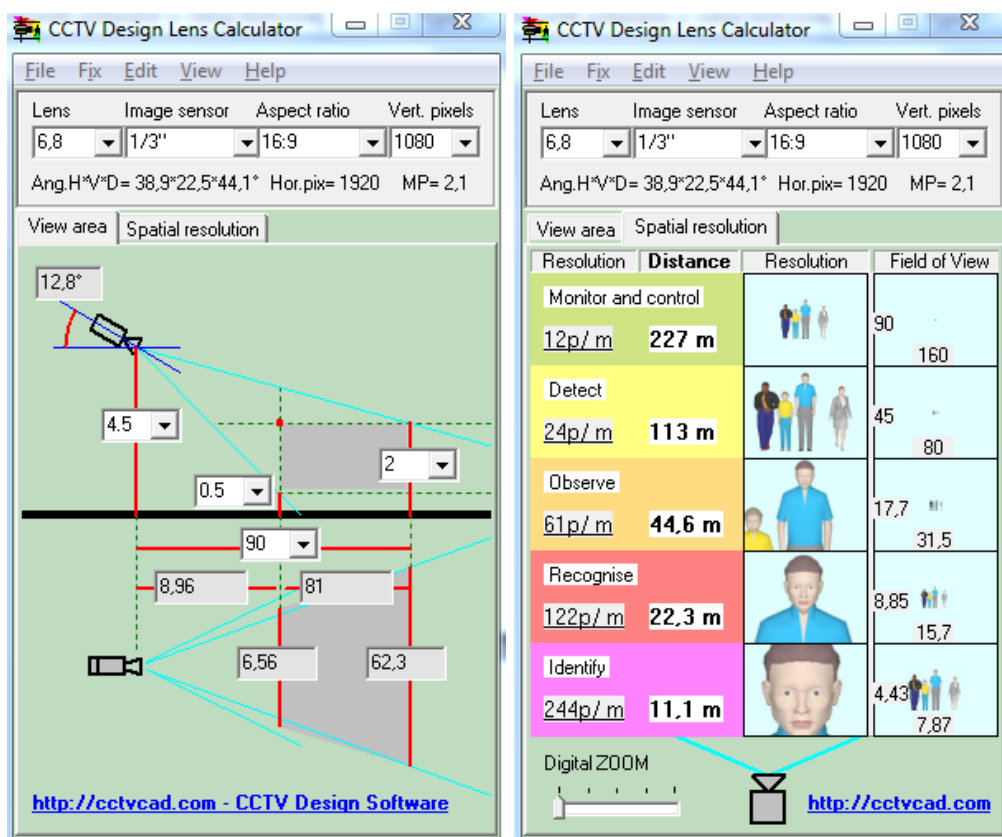 CCTV Design Lens Calculator
File Fix Edit View Help
Lens Image sensor Aspect ratio Vert. pixels
6,8 1/3" 16:9 1080
Ang.H*V*D= 38,9*22,5*44,1° Hor.pix= 1920 MP= 2,1
View area Spatial resolution
12,8°
4.5
2
0.5
90
8,96 81
6,56 62,3
http://cctvcad.com - CCTV Design Software
CCTV Design Lens Calculator
File Fix Edit View Help
Lens Image sensor Aspect ratio Vert. pixels
6,8 1/3" 16:9 1080
Ang.H*V*D= 38,9*22,5*44,1° Hor.pix= 1920 MP= 2,1
View area Spatial resolution
Resolution Distance Resolution Field of View
Monitor and control
12p/ m 227 m 90
160
Detect
24p/ m 113 m 45
80
Observe
61p/ m 44,6 m 17,7
31,5
Recognise
122p/ m 22,3 m 8,85
15,7
Identify
244p/ m 11,1 m 4,43
7,87
Digital ZOOM
http://cctvcad.com